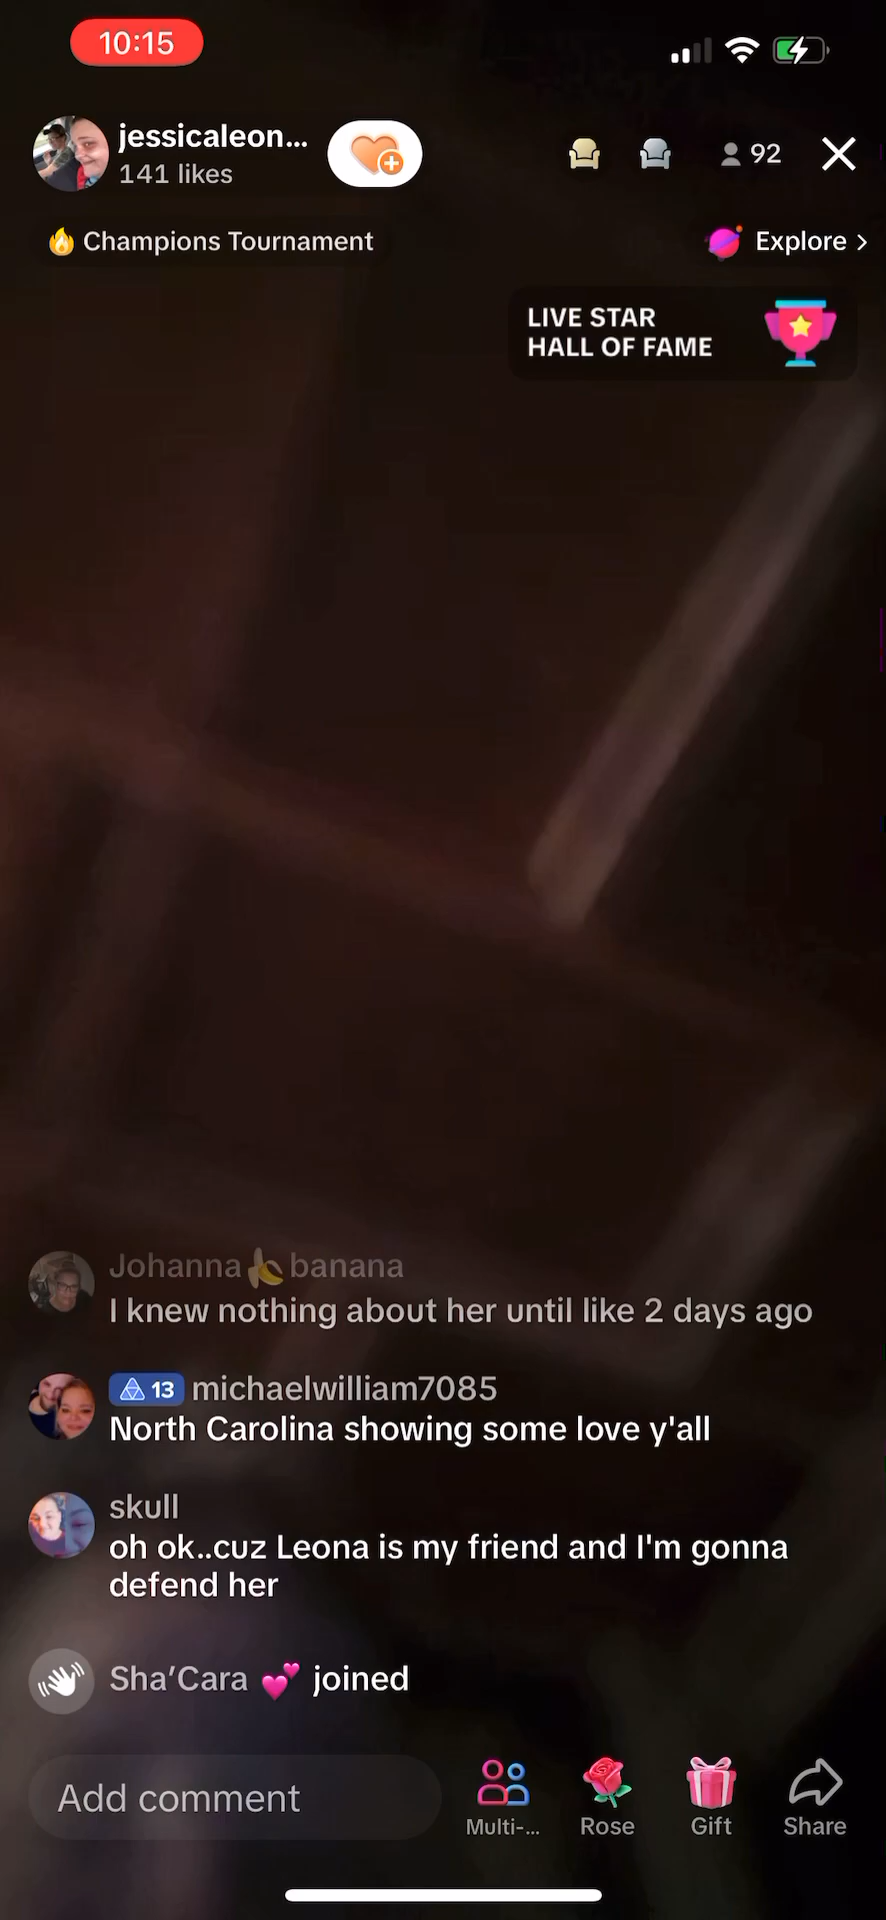 10:15
jessicaleon...
141 likes
92
🔥 Champions Tournament
Explore >
LIVE STAR
HALL OF FAME
Johanna🍌banana
I knew nothing about her until like 2 days ago
13 michaelwilliam7085
North Carolina showing some love y'all
skull
oh ok..cuz Leona is my friend and I'm gonna
defend her
Sha’Cara 💕 joined
Add comment
Multi-...
Rose
Gift
Share